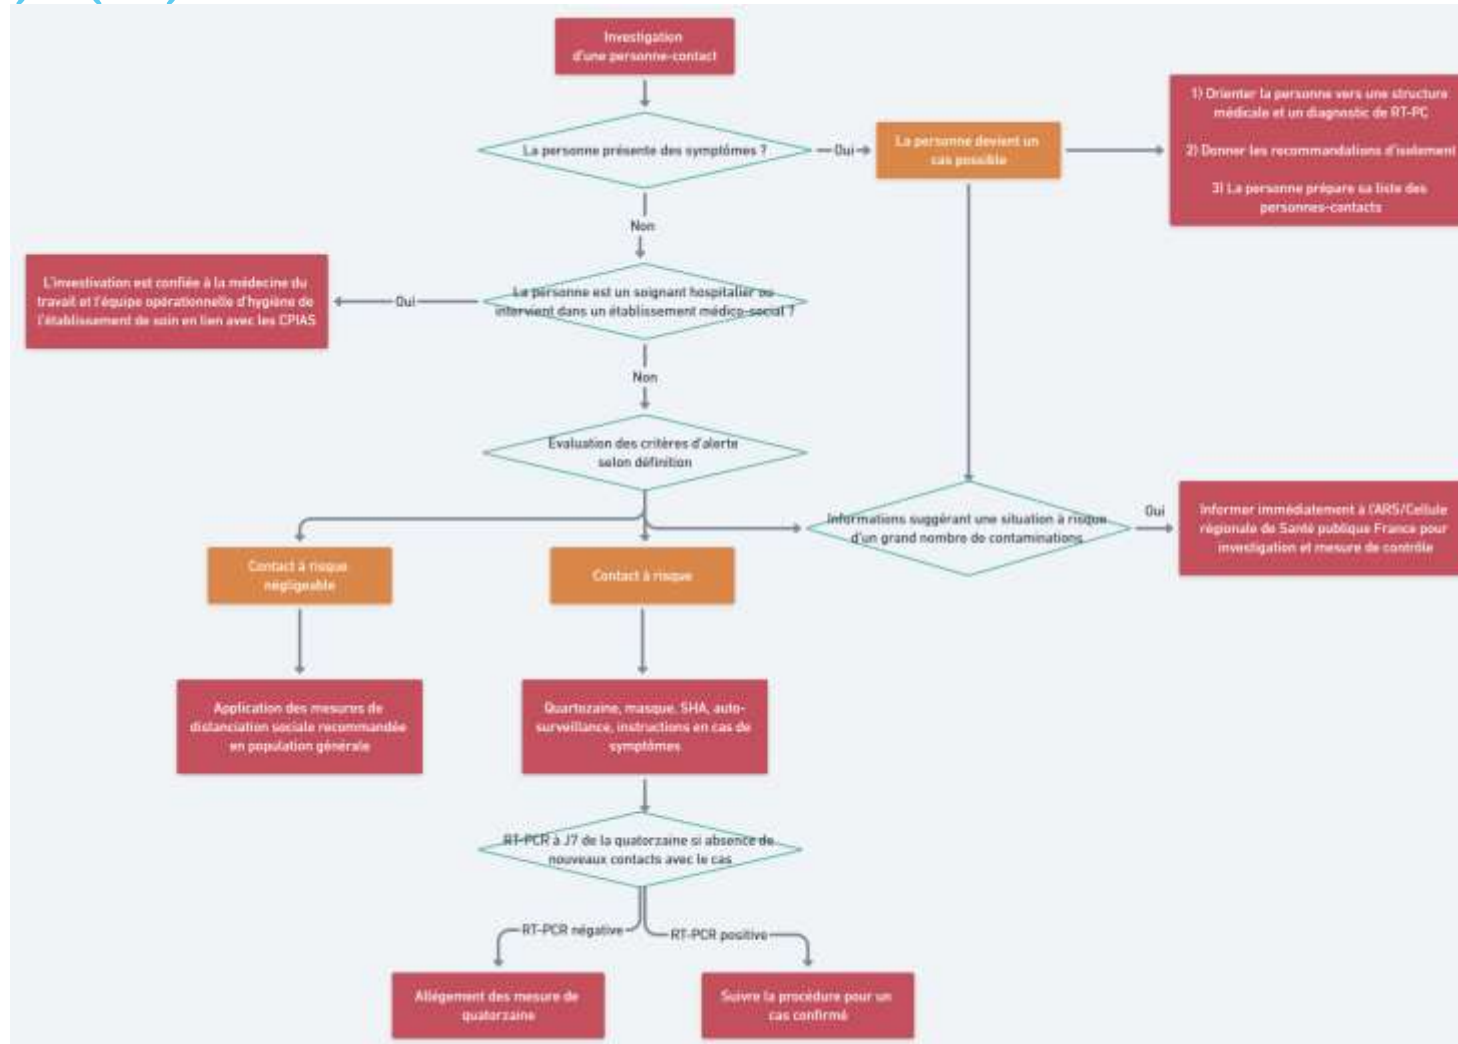 Investigation
d'une personne-contact
La personne présente des symptômes ?
Oui
La personne devient un
cas possible
1) Orienter la personne vers une structure
médicale et un diagnostic de RT-PC
2) Donner les recommandations d'isolement
3) La personne prépare sa liste des
personnes-contacts
Non
L'investivation est confiée à la médecine du
travail et l'équipe opérationnelle d'hygiène de
l'établissement de soin en lien avec les CPIAS
Oui
La personne est un soignant hospitalier ou
intervient dans un établissement médico-social ?
Non
Evaluation des critères d'alerte
selon définition
Informations suggérant une situation à risque
d'un grand nombre de contaminations
Oui
Informer immédiatement à l'ARS/Cellule
régionale de Santé publique France pour
investigation et mesure de contrôle
Contact à risque
négligeable
Contact à risque
Application des mesures de
distanciation sociale recommandée
en population générale
Quartozaine, masque, SHA, auto-
surveillance, instructions en cas de
symptômes
RT-PCR à J7 de la quatorzaine si absence de
nouveaux contacts avec le cas
RT-PCR négative
RT-PCR positive
Allégement des mesure de
quatorzaine
Suivre la procédure pour un
cas confirmé